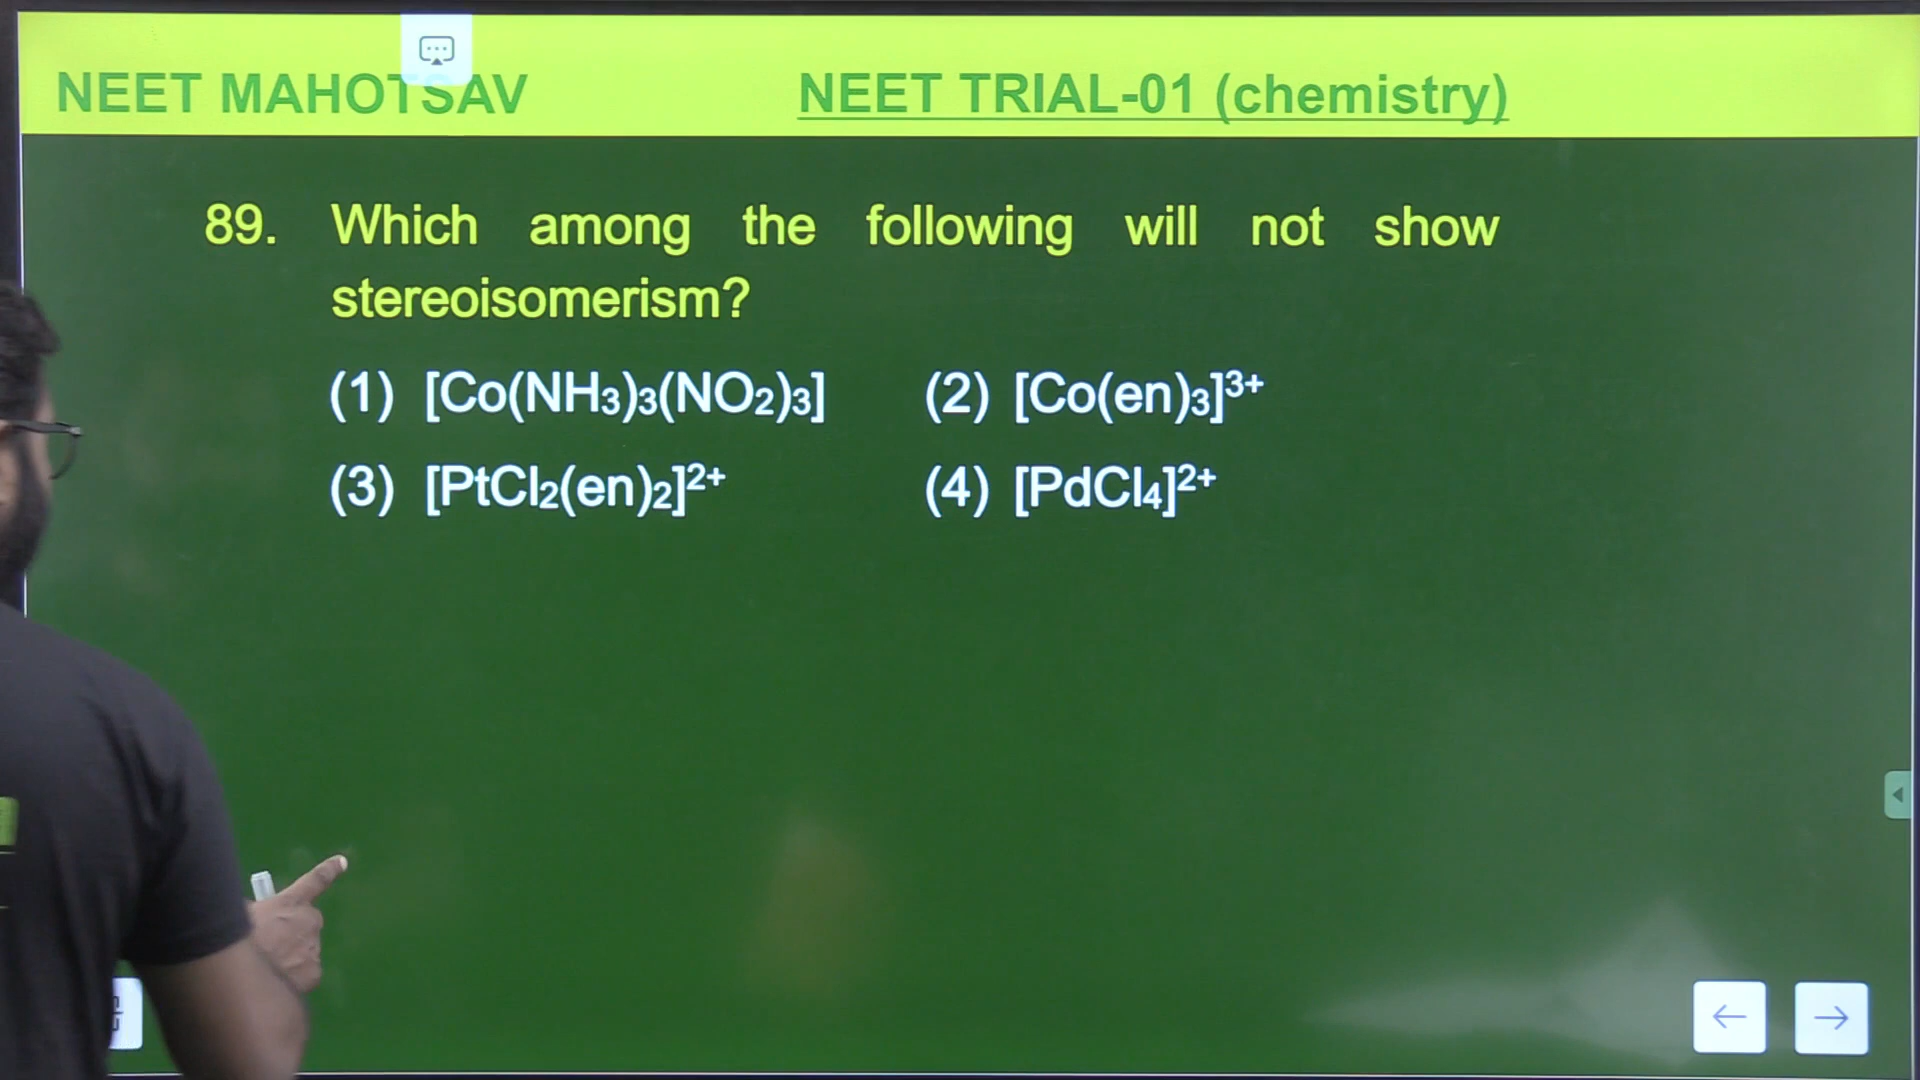 NEET MAHOTSAV NEET TRIAL-01 (chemistry)
89. Which among the following will not show
stereoisomerism?
(1) [Co(NH₃)₃(NO₂)₃] (2) [Co(en)₃]³⁺
(3) [PtCl₂(en)₂]²⁺ (4) [PdCl₄]²⁺